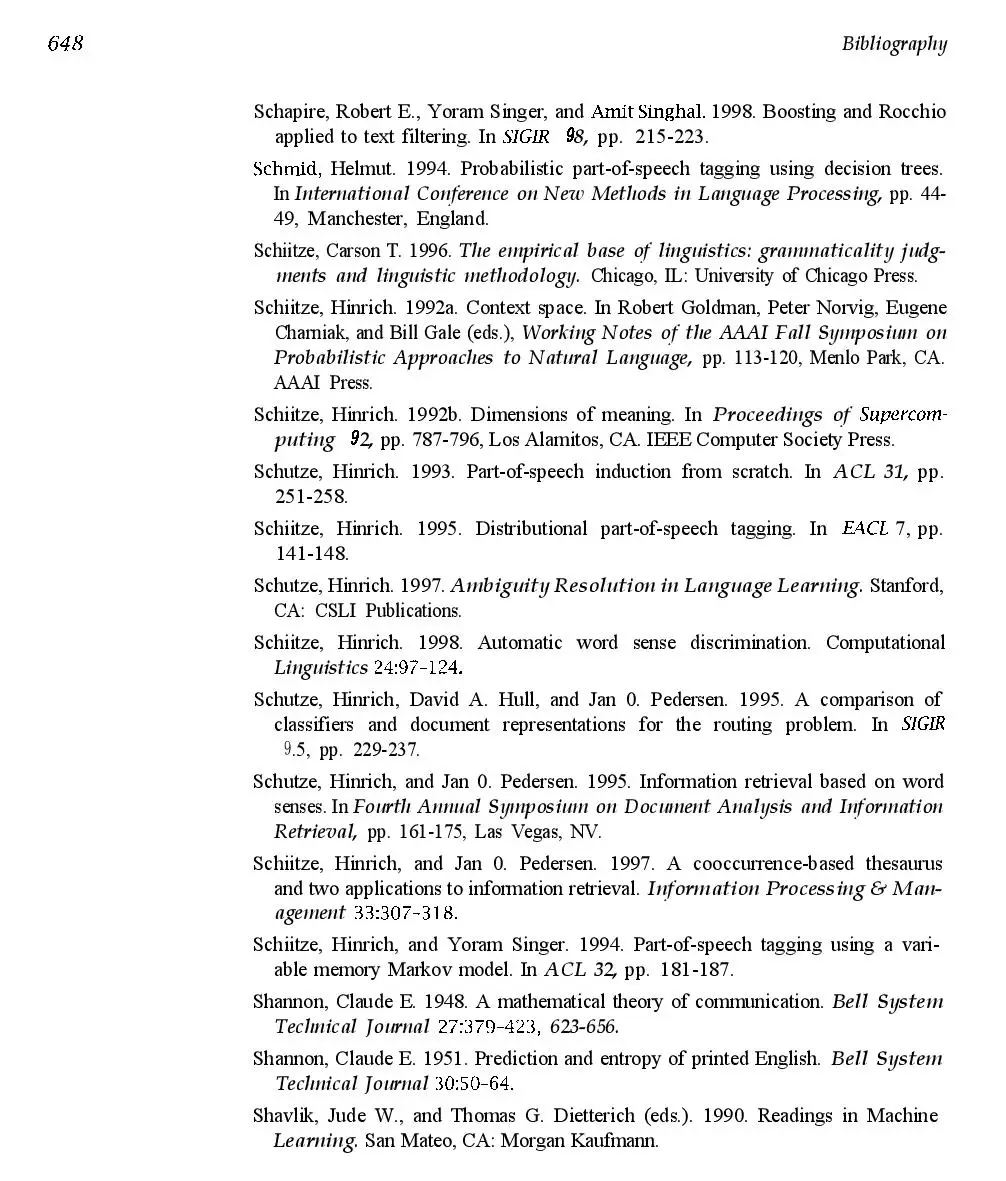 648 Bibliography
Schapire, Robert E., Yoram Singer, and Amit Singhal. 1998. Boosting and Rocchio
applied to text filtering. In SIGIR 98, pp. 215-223.
Schmid, Helmut. 1994. Probabilistic part-of-speech tagging using decision trees.
In International Conference on New Methods in Language Processing, pp. 44-
49, Manchester, England.
Schiitze, Carson T. 1996. The empirical base of linguistics: grammaticality judg-
ments and linguistic methodology. Chicago, IL: University of Chicago Press.
Schiitze, Hinrich. 1992a. Context space. In Robert Goldman, Peter Norvig, Eugene
Charniak, and Bill Gale (eds.), Working Notes of the AAAI Fall Symposium on
Probabilistic Approaches to Natural Language, pp. 113-120, Menlo Park, CA.
AAAI Press.
Schiitze, Hinrich. 1992b. Dimensions of meaning. In Proceedings of Supercom-
puting 92, pp. 787-796, Los Alamitos, CA. IEEE Computer Society Press.
Schutze, Hinrich. 1993. Part-of-speech induction from scratch. In ACL 31, pp.
251-258.
Schiitze, Hinrich. 1995. Distributional part-of-speech tagging. In EACL 7, pp.
141-148.
Schutze, Hinrich. 1997. Ambiguity Resolution in Language Learning. Stanford,
CA: CSLI Publications.
Schiitze, Hinrich. 1998. Automatic word sense discrimination. Computational
Linguistics 24:97-124.
Schutze, Hinrich, David A. Hull, and Jan 0. Pedersen. 1995. A comparison of
classifiers and document representations for the routing problem. In SIGIR
9.5, pp. 229-237.
Schutze, Hinrich, and Jan 0. Pedersen. 1995. Information retrieval based on word
senses. In Fourth Annual Symposium on Document Analysis and Information
Retrieval, pp. 161-175, Las Vegas, NV.
Schiitze, Hinrich, and Jan 0. Pedersen. 1997. A cooccurrence-based thesaurus
and two applications to information retrieval. Information Processing & Man-
agement 33:307-318.
Schiitze, Hinrich, and Yoram Singer. 1994. Part-of-speech tagging using a vari-
able memory Markov model. In ACL 32, pp. 181-187.
Shannon, Claude E. 1948. A mathematical theory of communication. Bell System
Technical Journal 27:379-423, 623-656.
Shannon, Claude E. 1951. Prediction and entropy of printed English. Bell System
Technical Journal 30:50-64.
Shavlik, Jude W., and Thomas G. Dietterich (eds.). 1990. Readings in Machine
Learning. San Mateo, CA: Morgan Kaufmann.